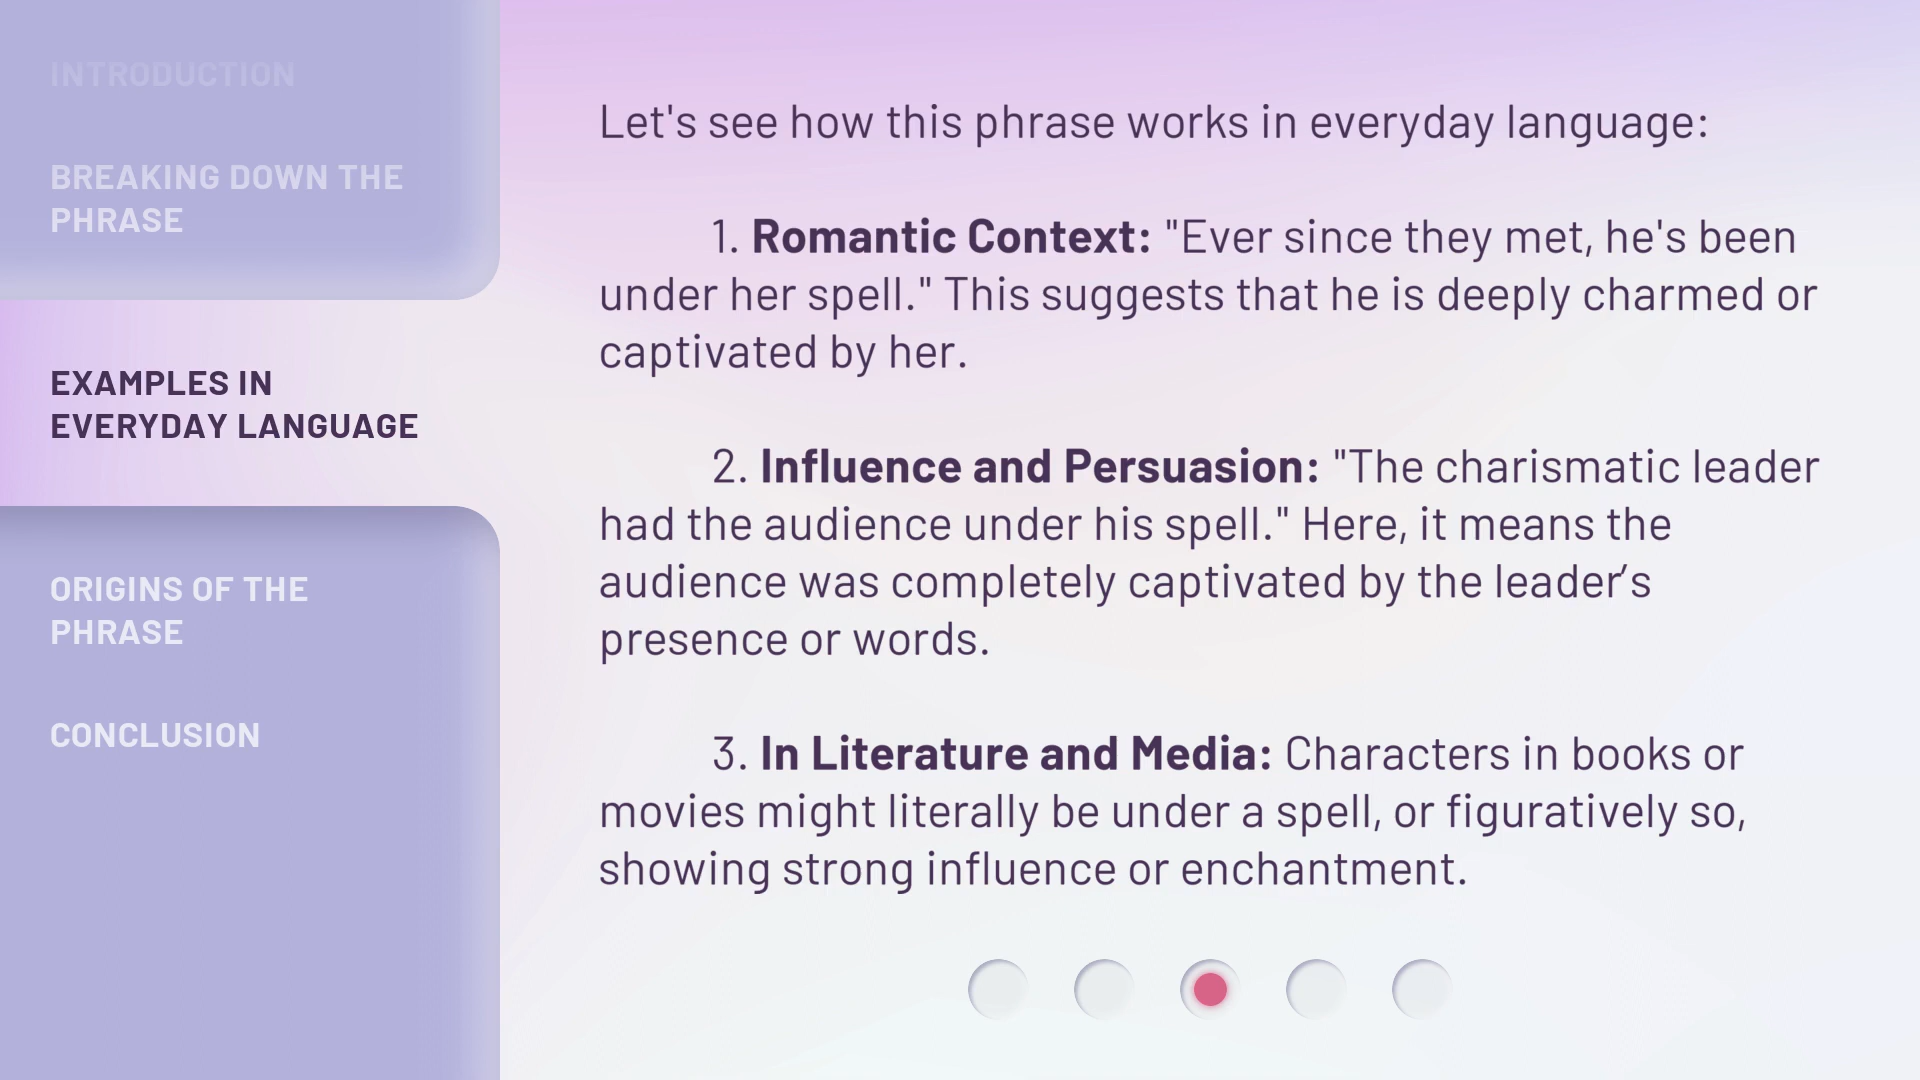 INTRODUCTION
BREAKING DOWN THE
PHRASE
EXAMPLES IN
EVERYDAY LANGUAGE
ORIGINS OF THE
PHRASE
CONCLUSION
Let's see how this phrase works in everyday language:
1. Romantic Context: "Ever since they met, he's been
under her spell." This suggests that he is deeply charmed or
captivated by her.
2. Influence and Persuasion: "The charismatic leader
had the audience under his spell." Here, it means the
audience was completely captivated by the leader’s
presence or words.
3. In Literature and Media: Characters in books or
movies might literally be under a spell, or figuratively so,
showing strong influence or enchantment.